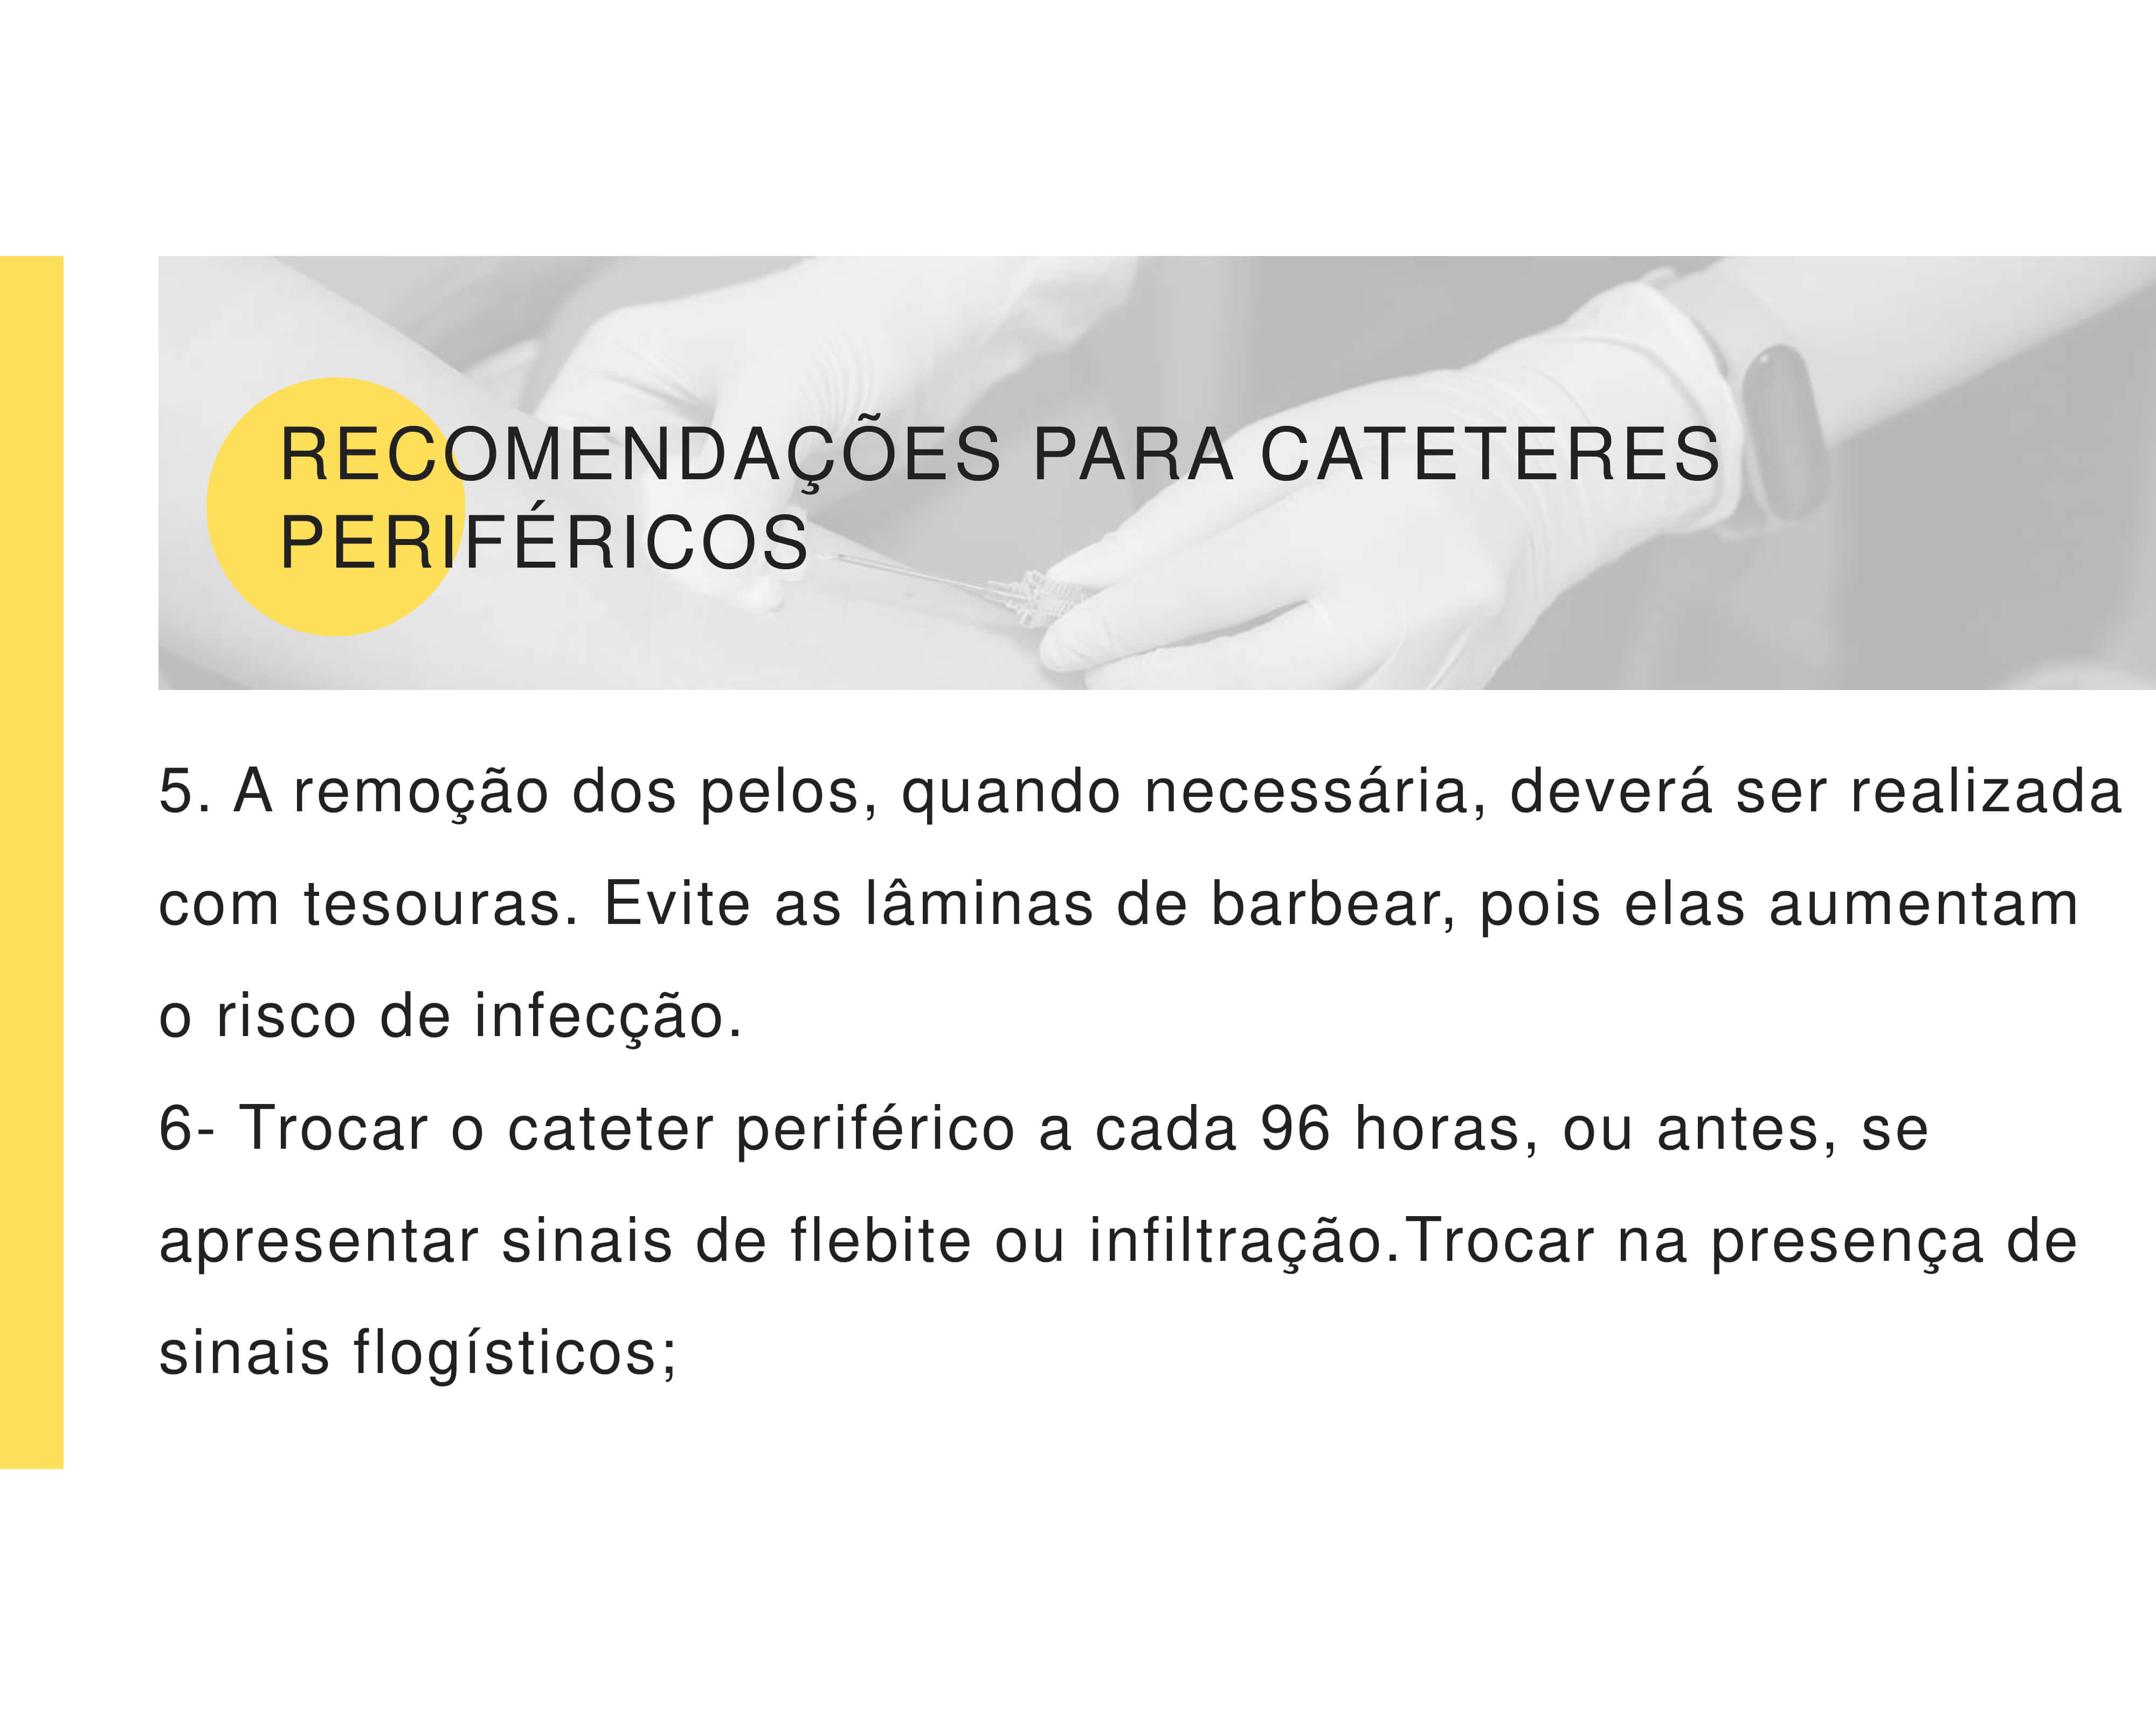 RECOMENDAÇÕES PARA CATETERES
PERIFÉRICOS
5. A remoção dos pelos, quando necessária, deverá ser realizada
com tesouras. Evite as lâminas de barbear, pois elas aumentam
o risco de infecção.
6- Trocar o cateter periférico a cada 96 horas, ou antes, se
apresentar sinais de flebite ou infiltração.Trocar na presença de
sinais flogísticos;